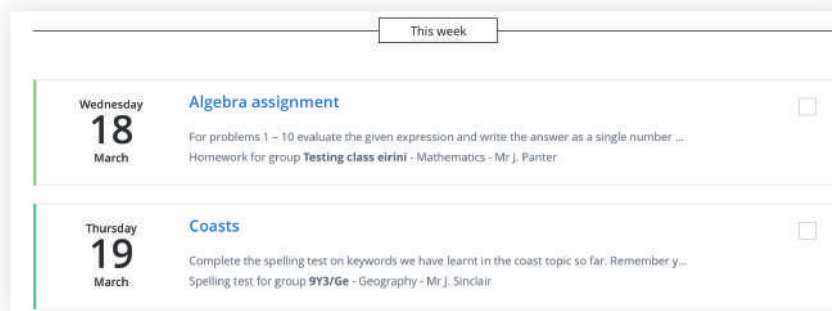 This week
Wednesday
18
March
Algebra assignment
For problems 1 – 10 evaluate the given expression and write the answer as a single number ...
Homework for group Testing class eirini - Mathematics - Mr J. Panter
Thursday
19
March
Coasts
Complete the spelling test on keywords we have learnt in the coast topic so far. Remember y...
Spelling test for group 9Y3/Ge - Geography - Mr J. Sinclair